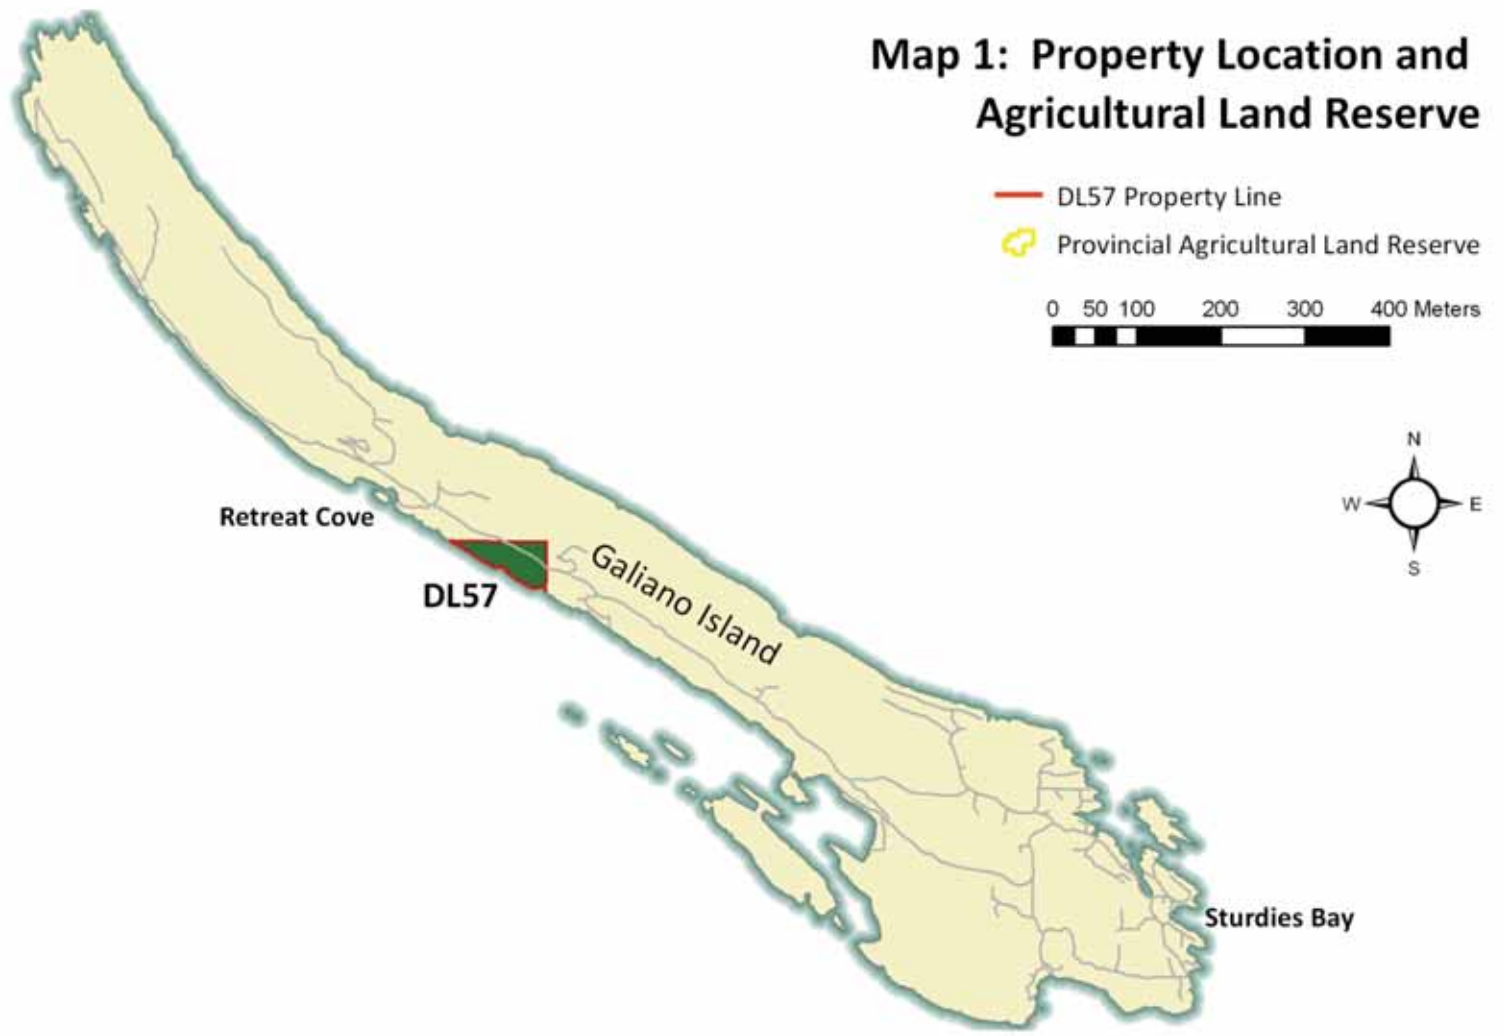 Map 1: Property Location and
Agricultural Land Reserve
DL57 Property Line
Provincial Agricultural Land Reserve
0 50 100 200 300 400 Meters
N
W E
S
Retreat Cove
DL57
Galiano Island
Sturdies Bay